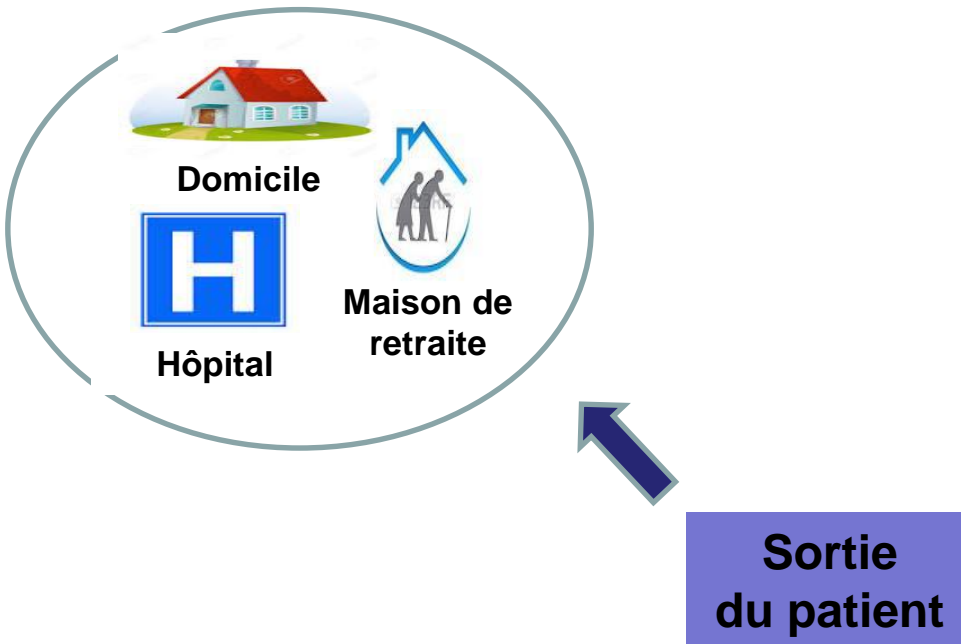 Domicile
H
Maison de
retraite
Hôpital
Sortie
du patient